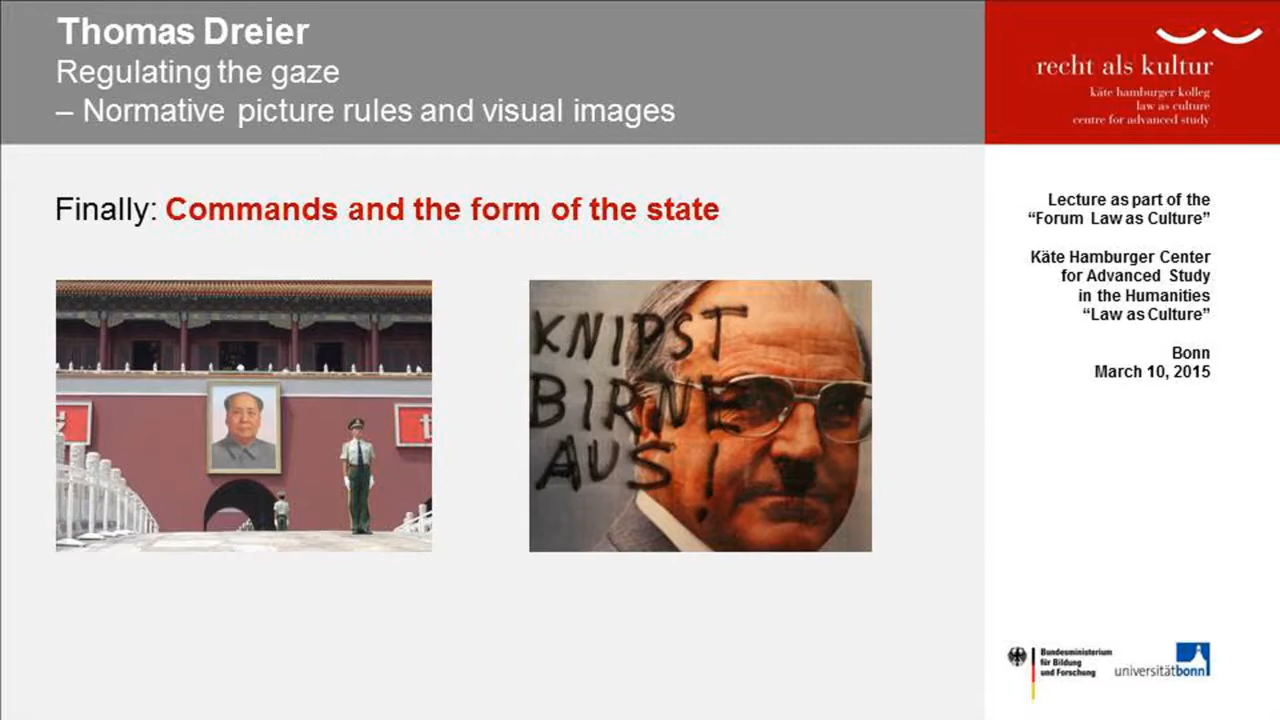 Thomas Dreier
Regulating the gaze
– Normative picture rules and visual images
recht als kultur
käte hamburger kolleg
law as culture
centre for advanced study
Finally: Commands and the form of the state
KNIPST
BIRNE
AUS!
Lecture as part of the
“Forum Law as Culture”
Käte Hamburger Center
for Advanced Study
in the Humanities
“Law as Culture”
Bonn
March 10, 2015
Bundesministerium
für Bildung
und Forschung
universitätbonn